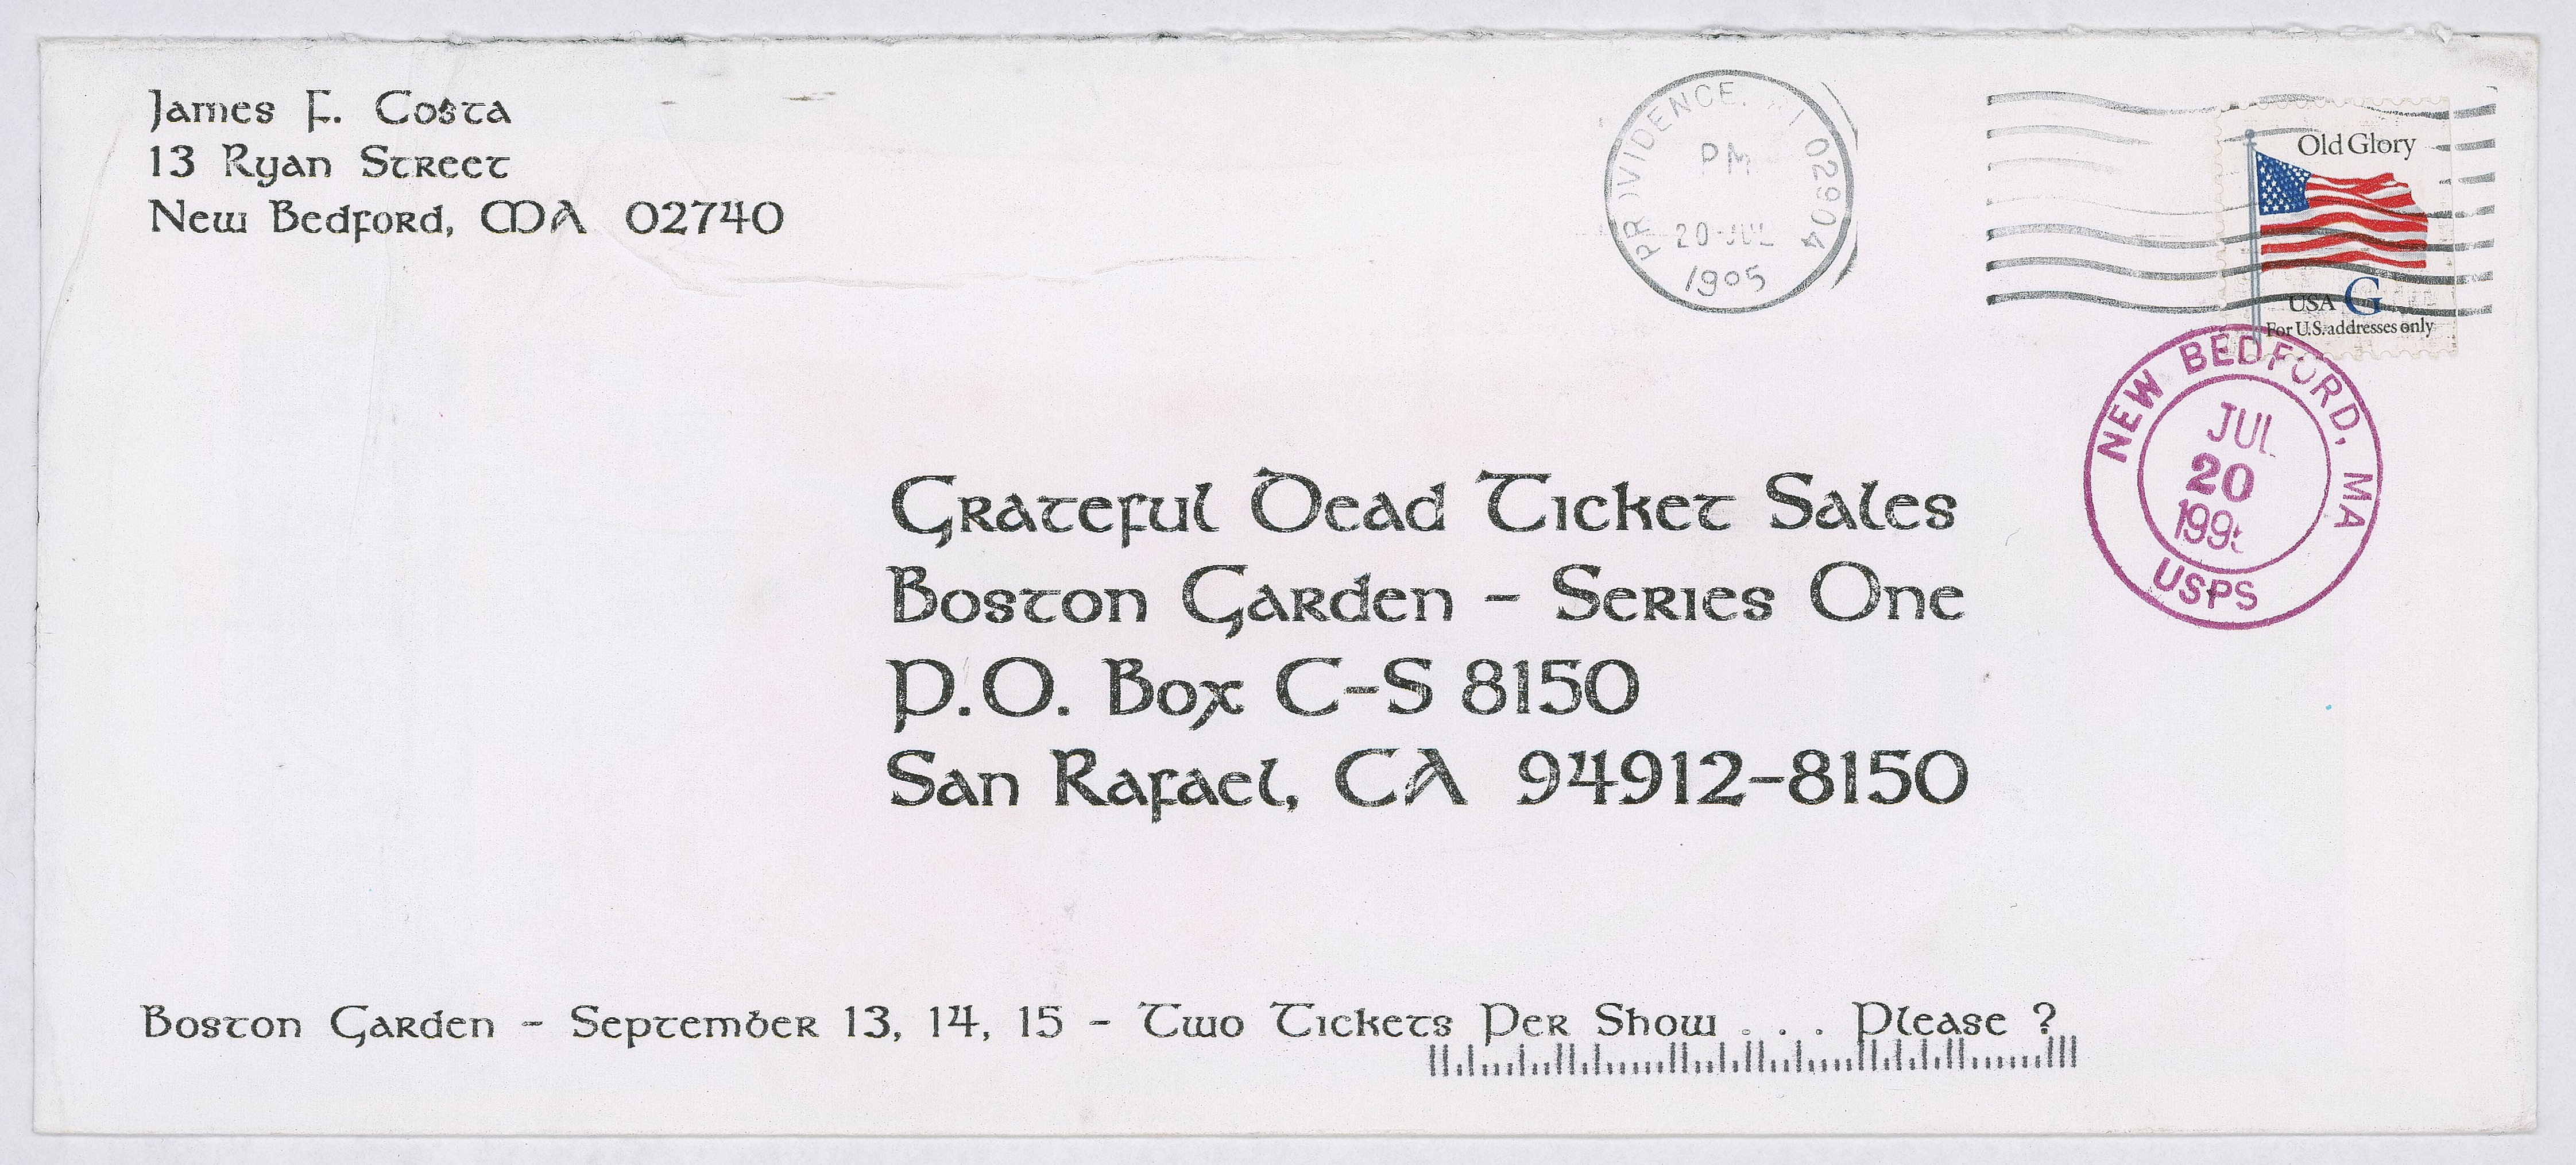 James F. Costa
13 Ryan Street
New Bedford, MA 02740
PROVIDENCE, RI 02904
PM
20 JUL
1995
Old Glory
USA G
For U.S. addresses only
NEW BEDFORD, MA
JUL
20
199
USPS
Grateful Dead Ticket Sales
Boston Garden - Series One
P.O. Box C-S 8150
San Rafael, CA 94912-8150
Boston Garden - September 13, 14, 15 - Two Tickets Per Show . . . Please ?